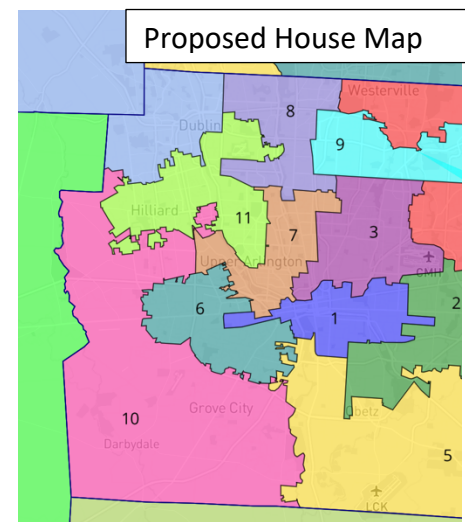 Proposed House Map
Westerville
8
Dublin
9
Hilliard
11
7
3
Upper Arlington
CMH
6
1
2
10
Grove City
Obetz
Darbydale
5
LCK